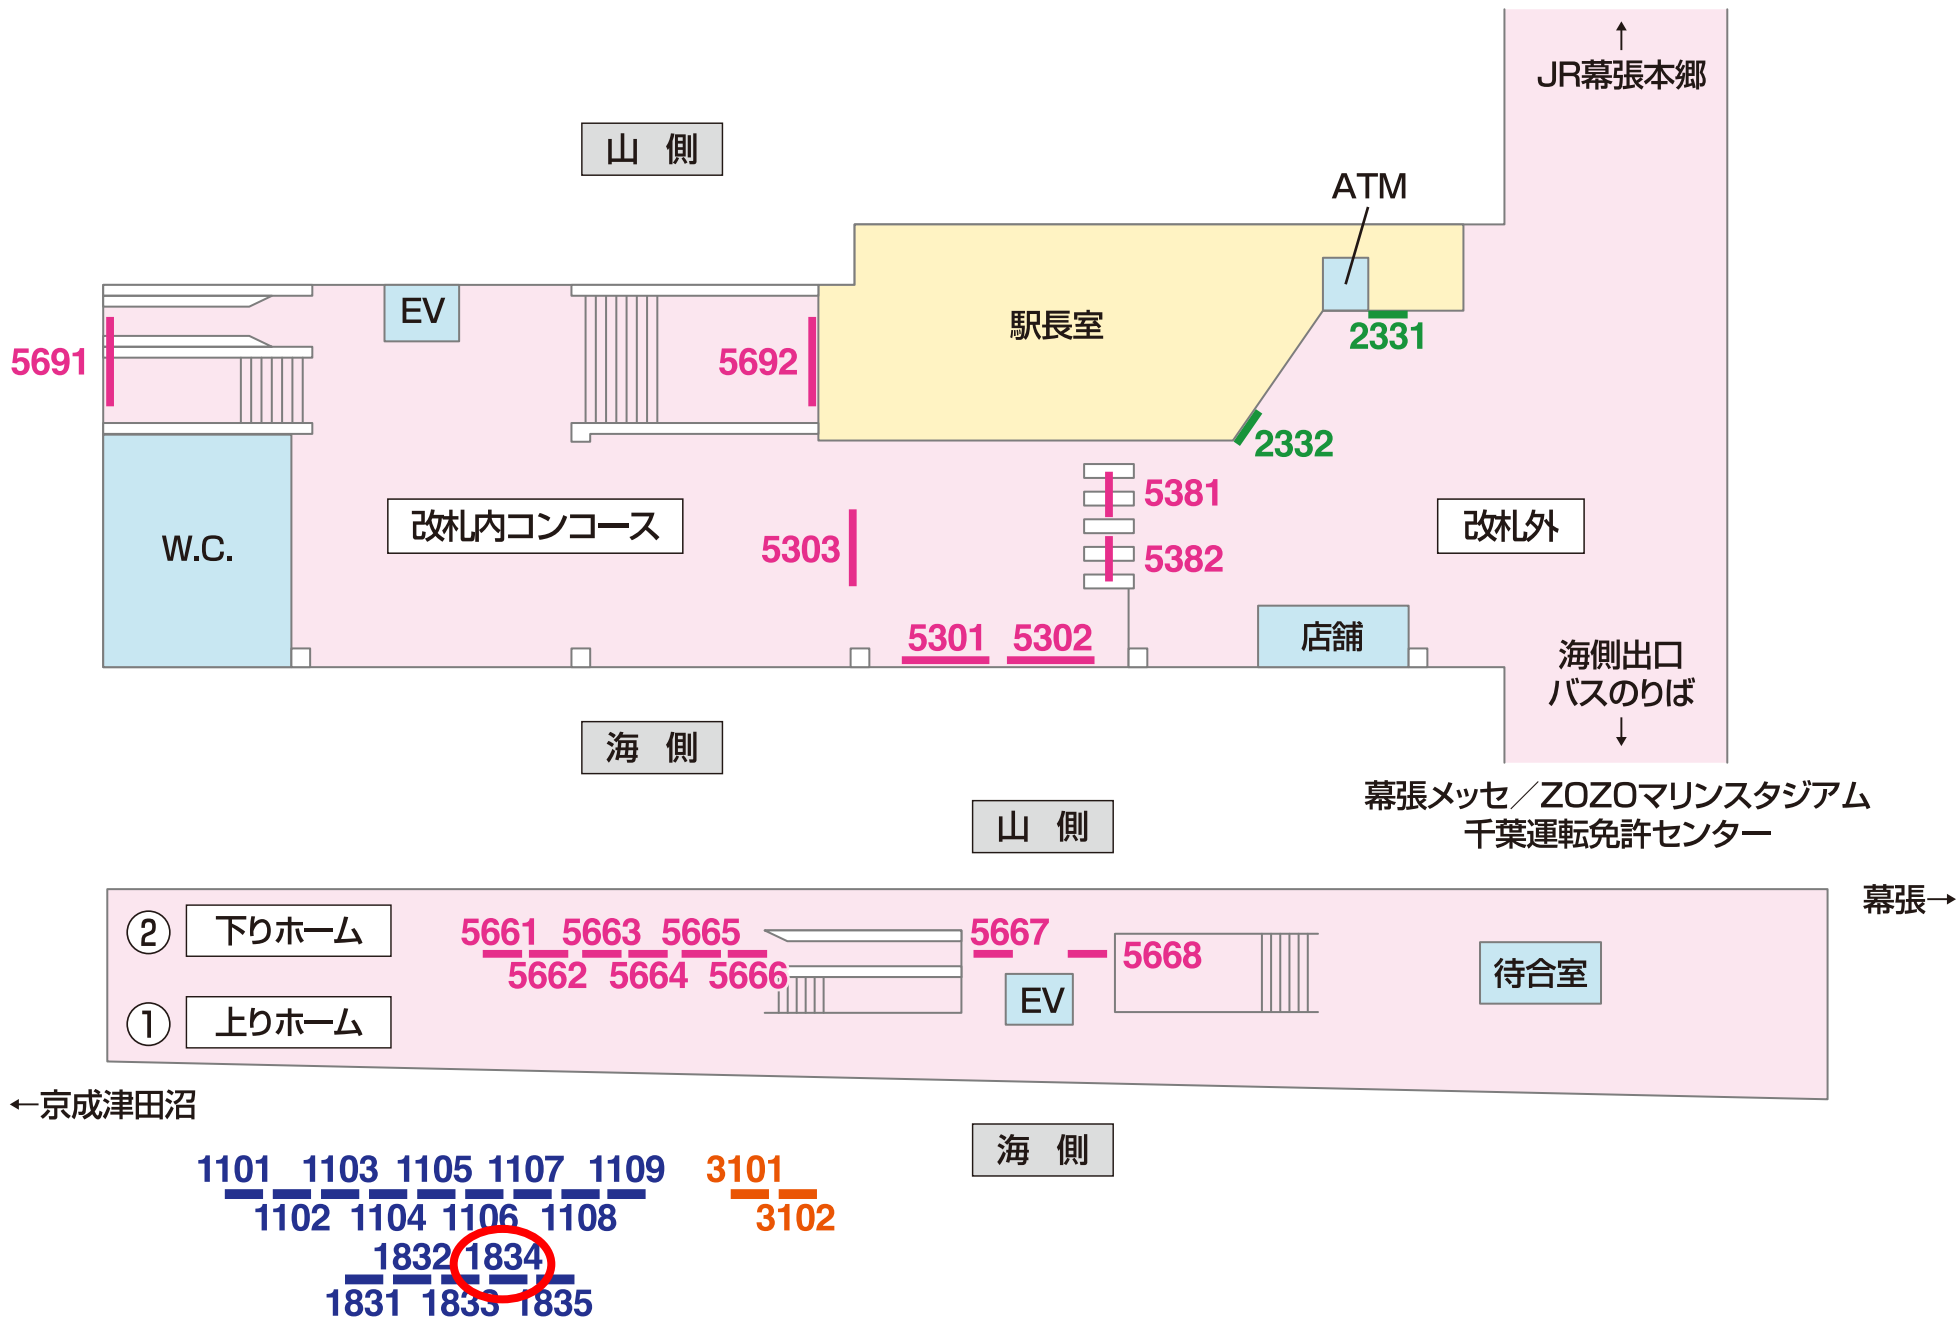 ↑
JR幕張本郷
山 側
ATM
EV
駅長室
2331
5691
5692
2332
5381
改札内コンコース
改札外
W.C.
5303
5382
5301
5302
店舗
海側出口
バスのりば
↓
海 側
幕張メッセ／ZOZOマリンスタジアム
千葉運転免許センター
山 側
幕張→
② 下りホーム
5661 5663 5665 5667
5662 5664 5666 5668
待合室
EV
① 上りホーム
←京成津田沼
海 側
1101 1103 1105 1107 1109 3101
1102 1104 1106 1108 3102
1832 1834
1831 1833 1835